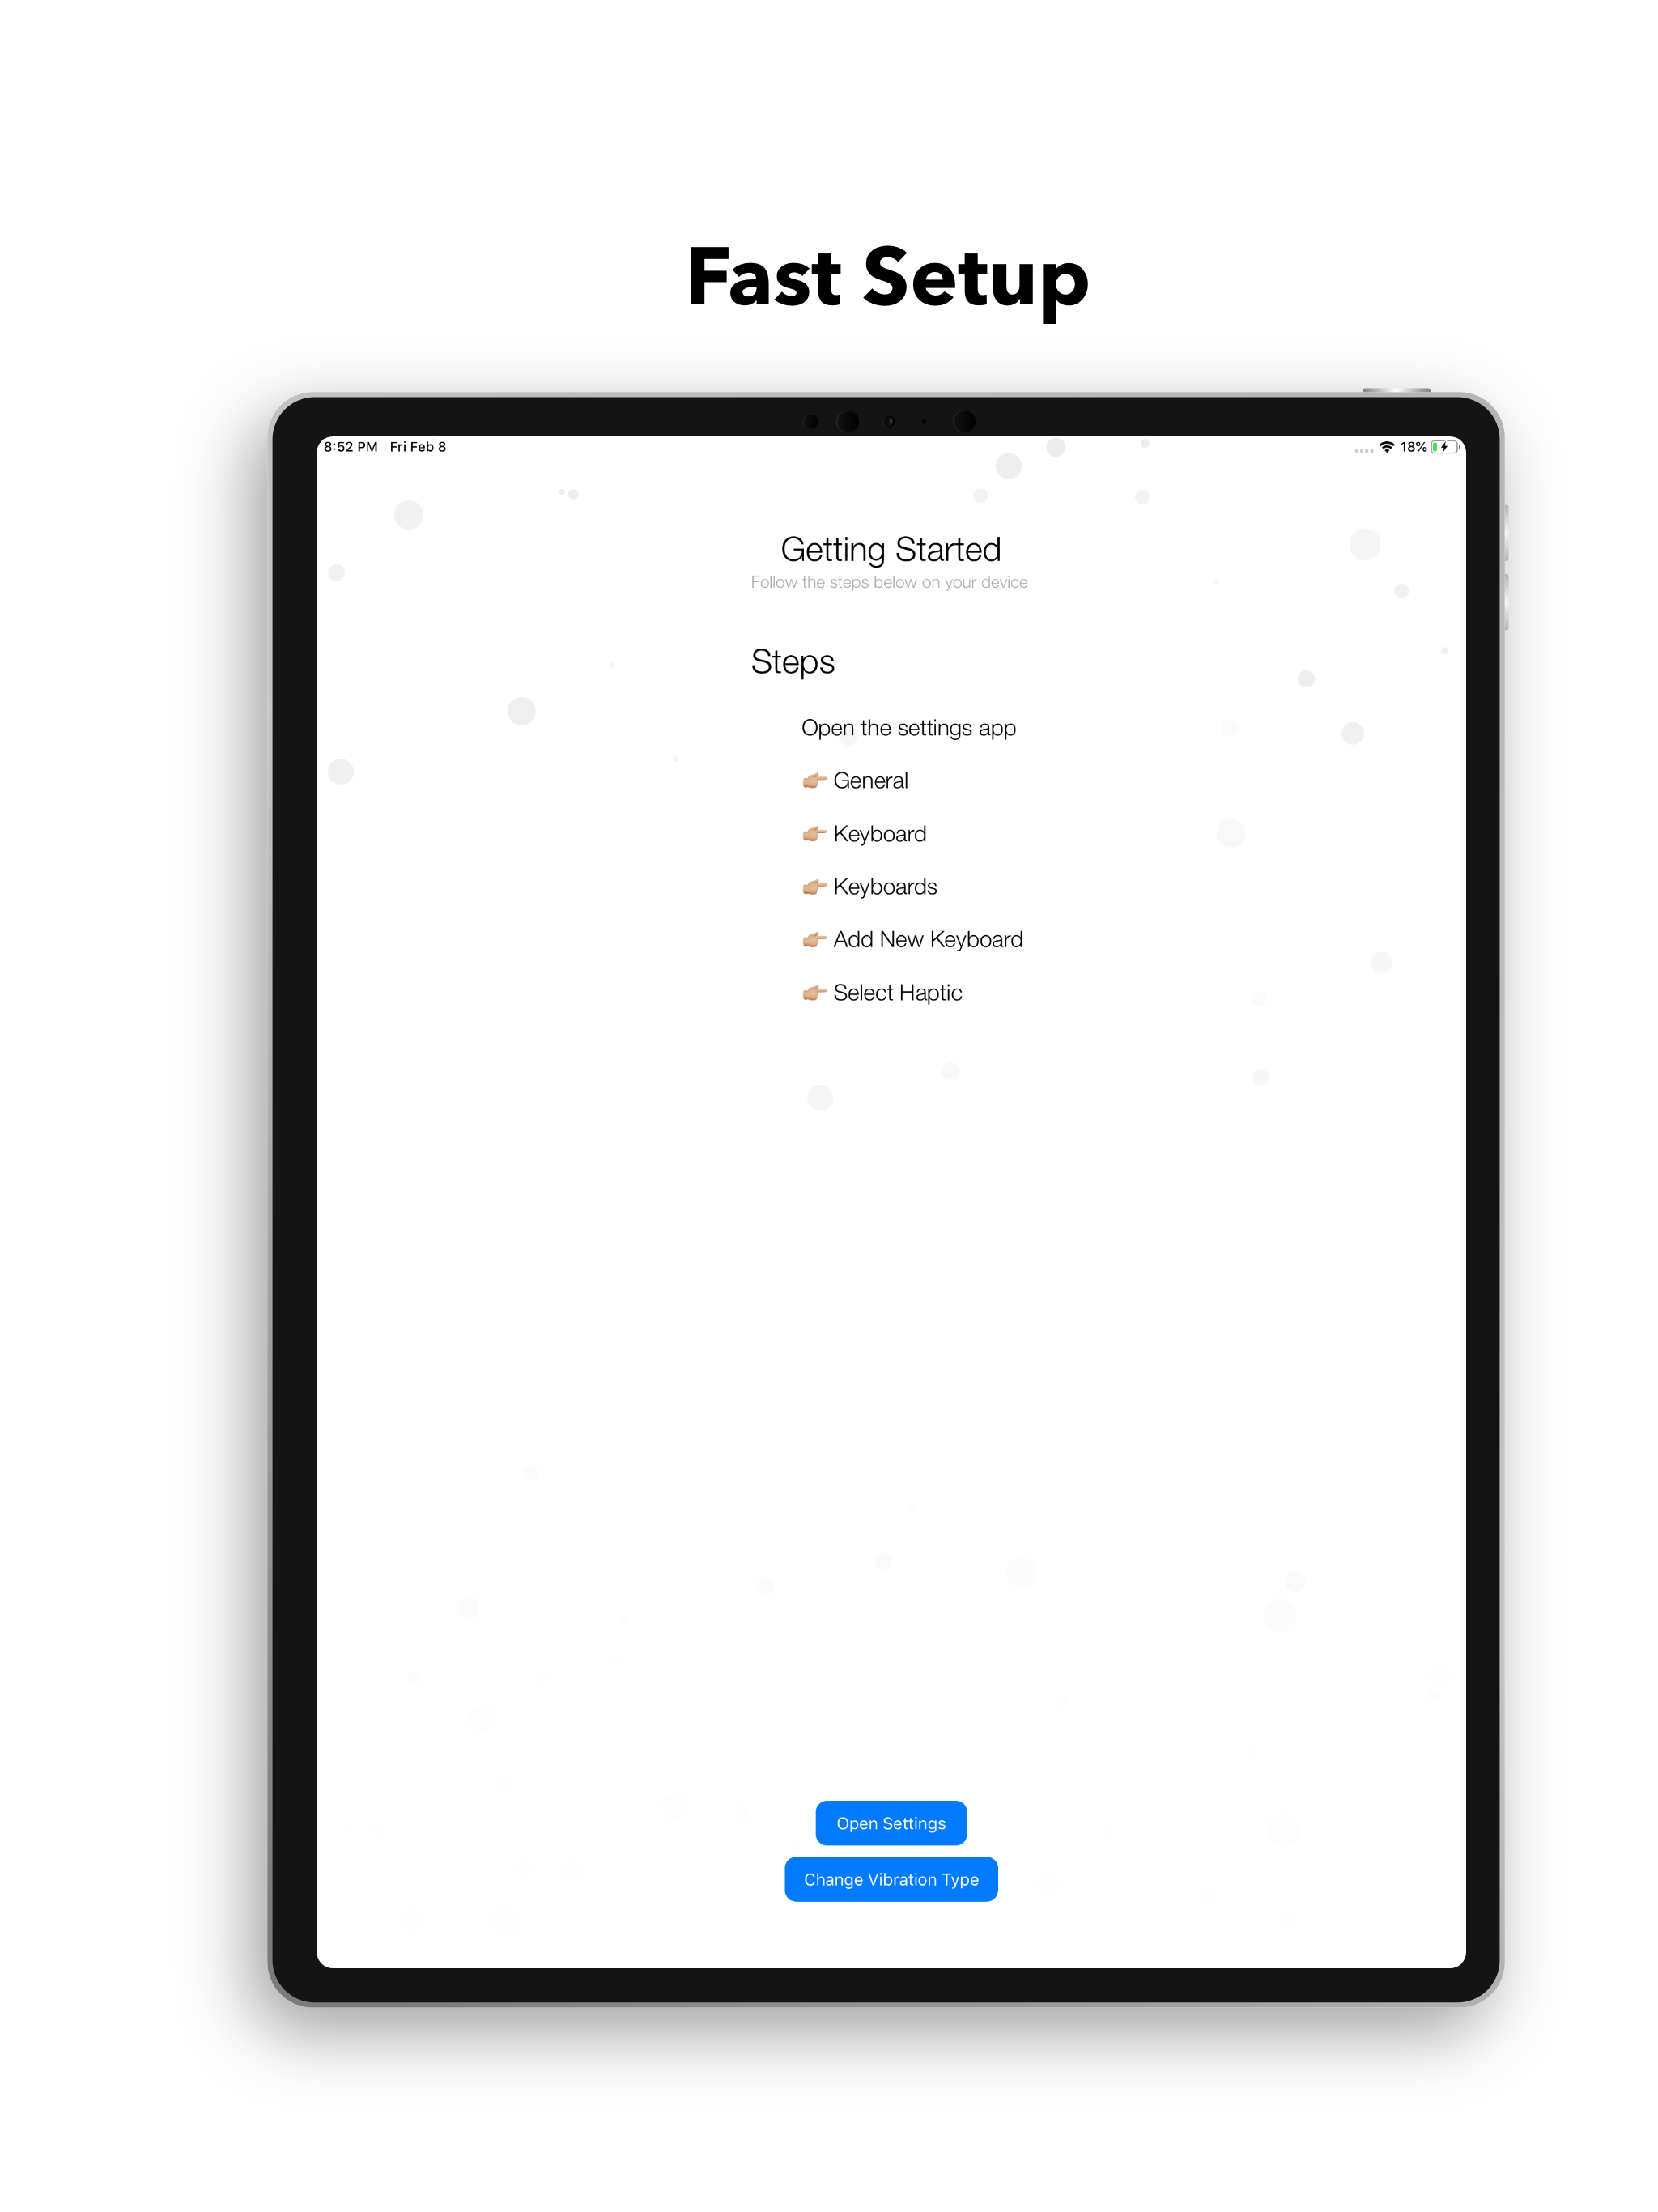 Fast Setup
8:52 PM Fri Feb 8 18%
Getting Started
Follow the steps below on your device
Steps
Open the settings app
👉🏼 General
👉🏼 Keyboard
👉🏼 Keyboards
👉🏼 Add New Keyboard
👉🏼 Select Haptic
Open Settings
Change Vibration Type